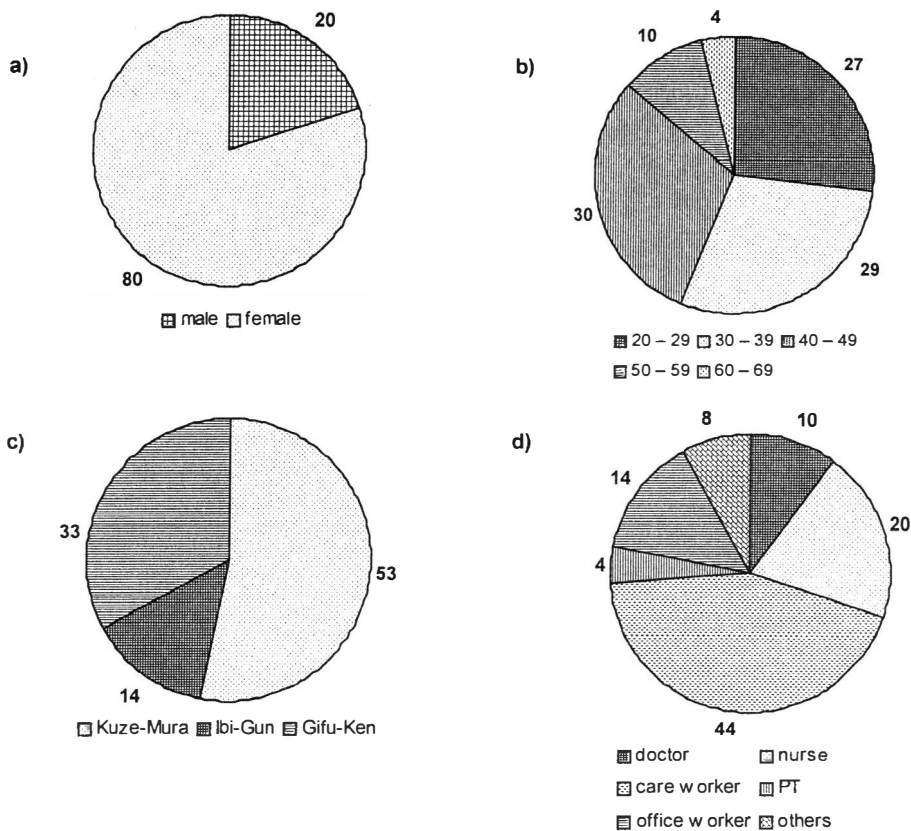 a)
20
80
male female
b)
4
10
27
30
29
20 – 29 30 – 39 40 – 49
50 – 59 60 – 69
c)
33
53
14
Kuze-Mura Ibi-Gun Gifu-Ken
d)
8
10
14
20
4
44
doctor nurse
care worker PT
office worker others